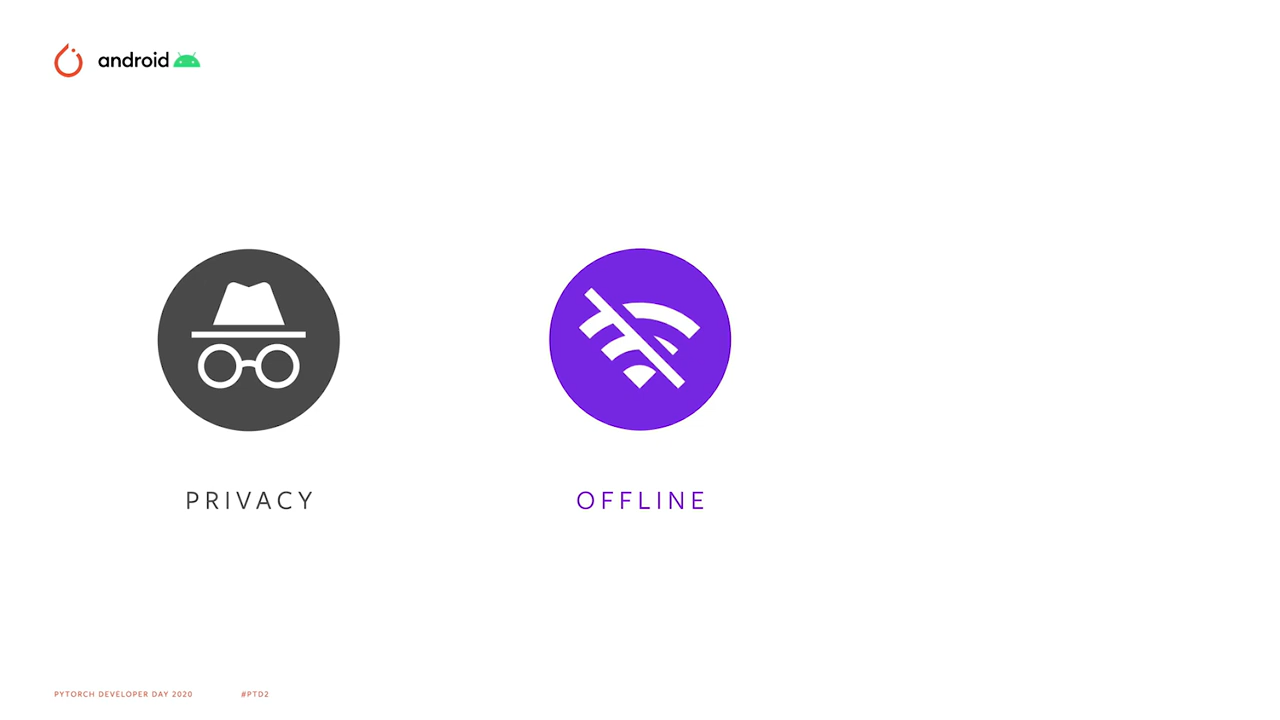 android
PRIVACY
OFFLINE
PYTORCH DEVELOPER DAY 2020
#PTD2